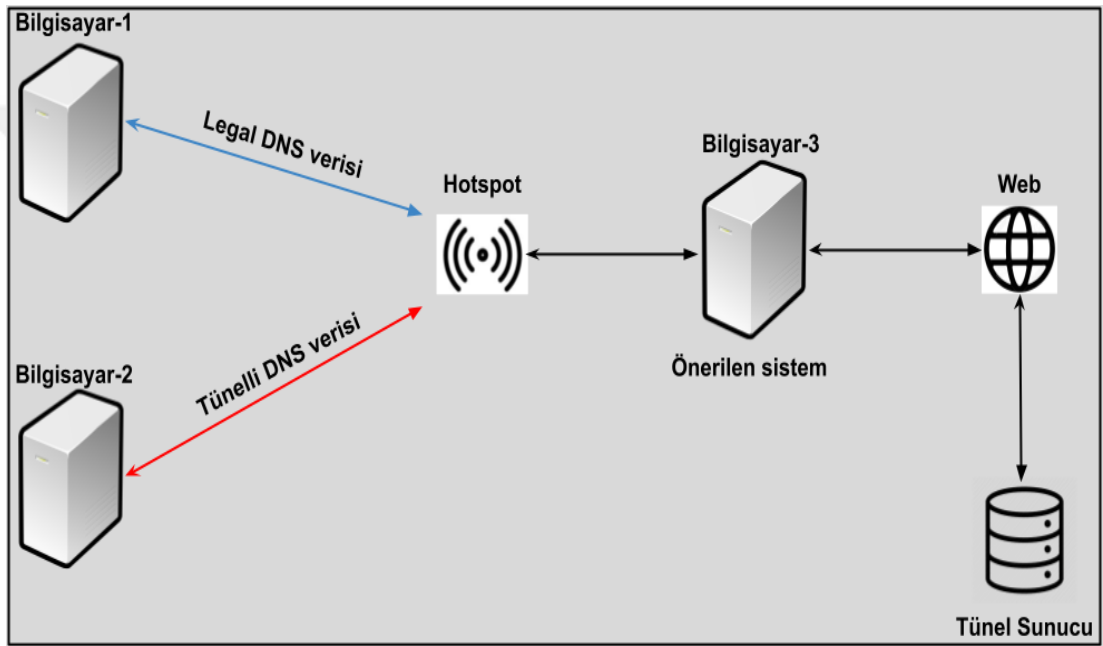 Bilgisayar-1
Legal DNS verisi
Hotspot
Bilgisayar-3
Web
Önerilen sistem
Bilgisayar-2
Tünelli DNS verisi
Tünel Sunucu